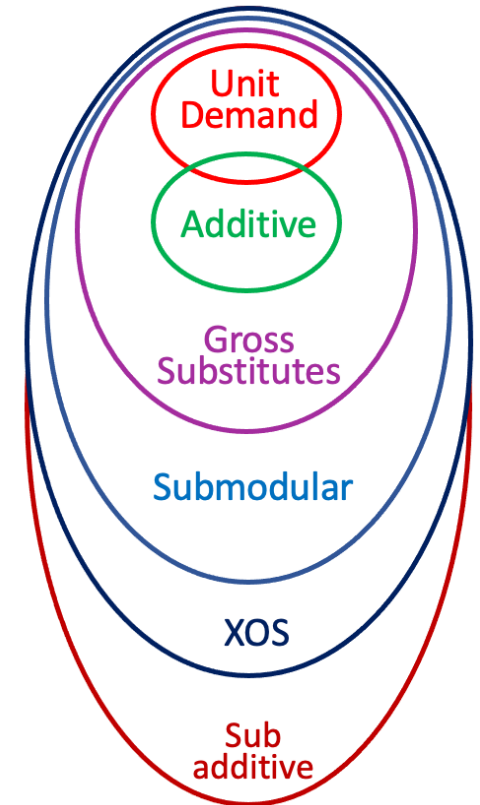 Unit
Demand
Additive
Gross
Substitutes
Submodular
XOS
Sub
additive